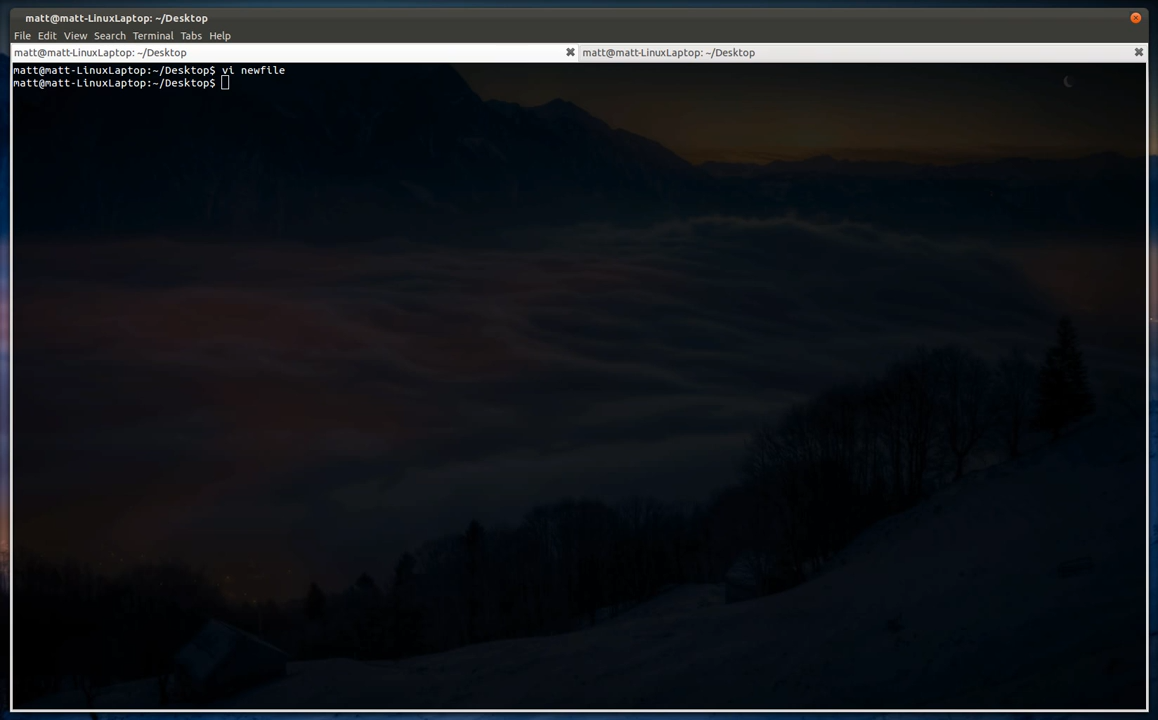 matt@matt-LinuxLaptop: ~/Desktop
File Edit View Search Terminal Tabs Help
matt@matt-LinuxLaptop: ~/Desktop ✖ matt@matt-LinuxLaptop: ~/Desktop ✖
matt@matt-LinuxLaptop:~/Desktop$ vi newfile
matt@matt-LinuxLaptop:~/Desktop$